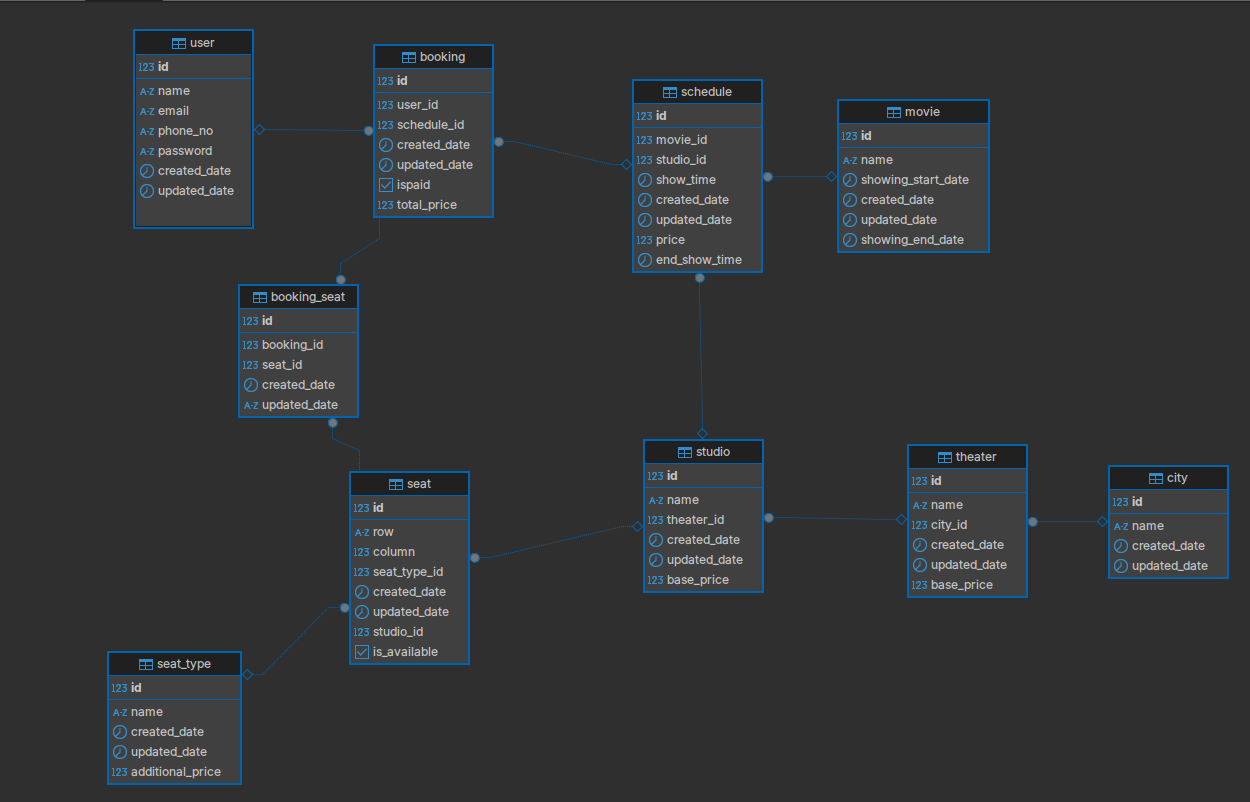 user
123 id
A-Z name
A-Z email
A-Z phone_no
A-Z password
created_date
updated_date
booking
123 id
123 user_id
123 schedule_id
created_date
updated_date
ispaid
123 total_price
schedule
123 id
123 movie_id
123 studio_id
show_time
created_date
updated_date
123 price
end_show_time
movie
123 id
A-Z name
showing_start_date
created_date
updated_date
showing_end_date
booking_seat
123 id
123 booking_id
123 seat_id
created_date
A-Z updated_date
seat
123 id
A-Z row
123 column
123 seat_type_id
created_date
updated_date
123 studio_id
is_available
studio
123 id
A-Z name
123 theater_id
created_date
updated_date
123 base_price
theater
123 id
A-Z name
123 city_id
created_date
updated_date
123 base_price
city
123 id
A-Z name
created_date
updated_date
seat_type
123 id
A-Z name
created_date
updated_date
123 additional_price